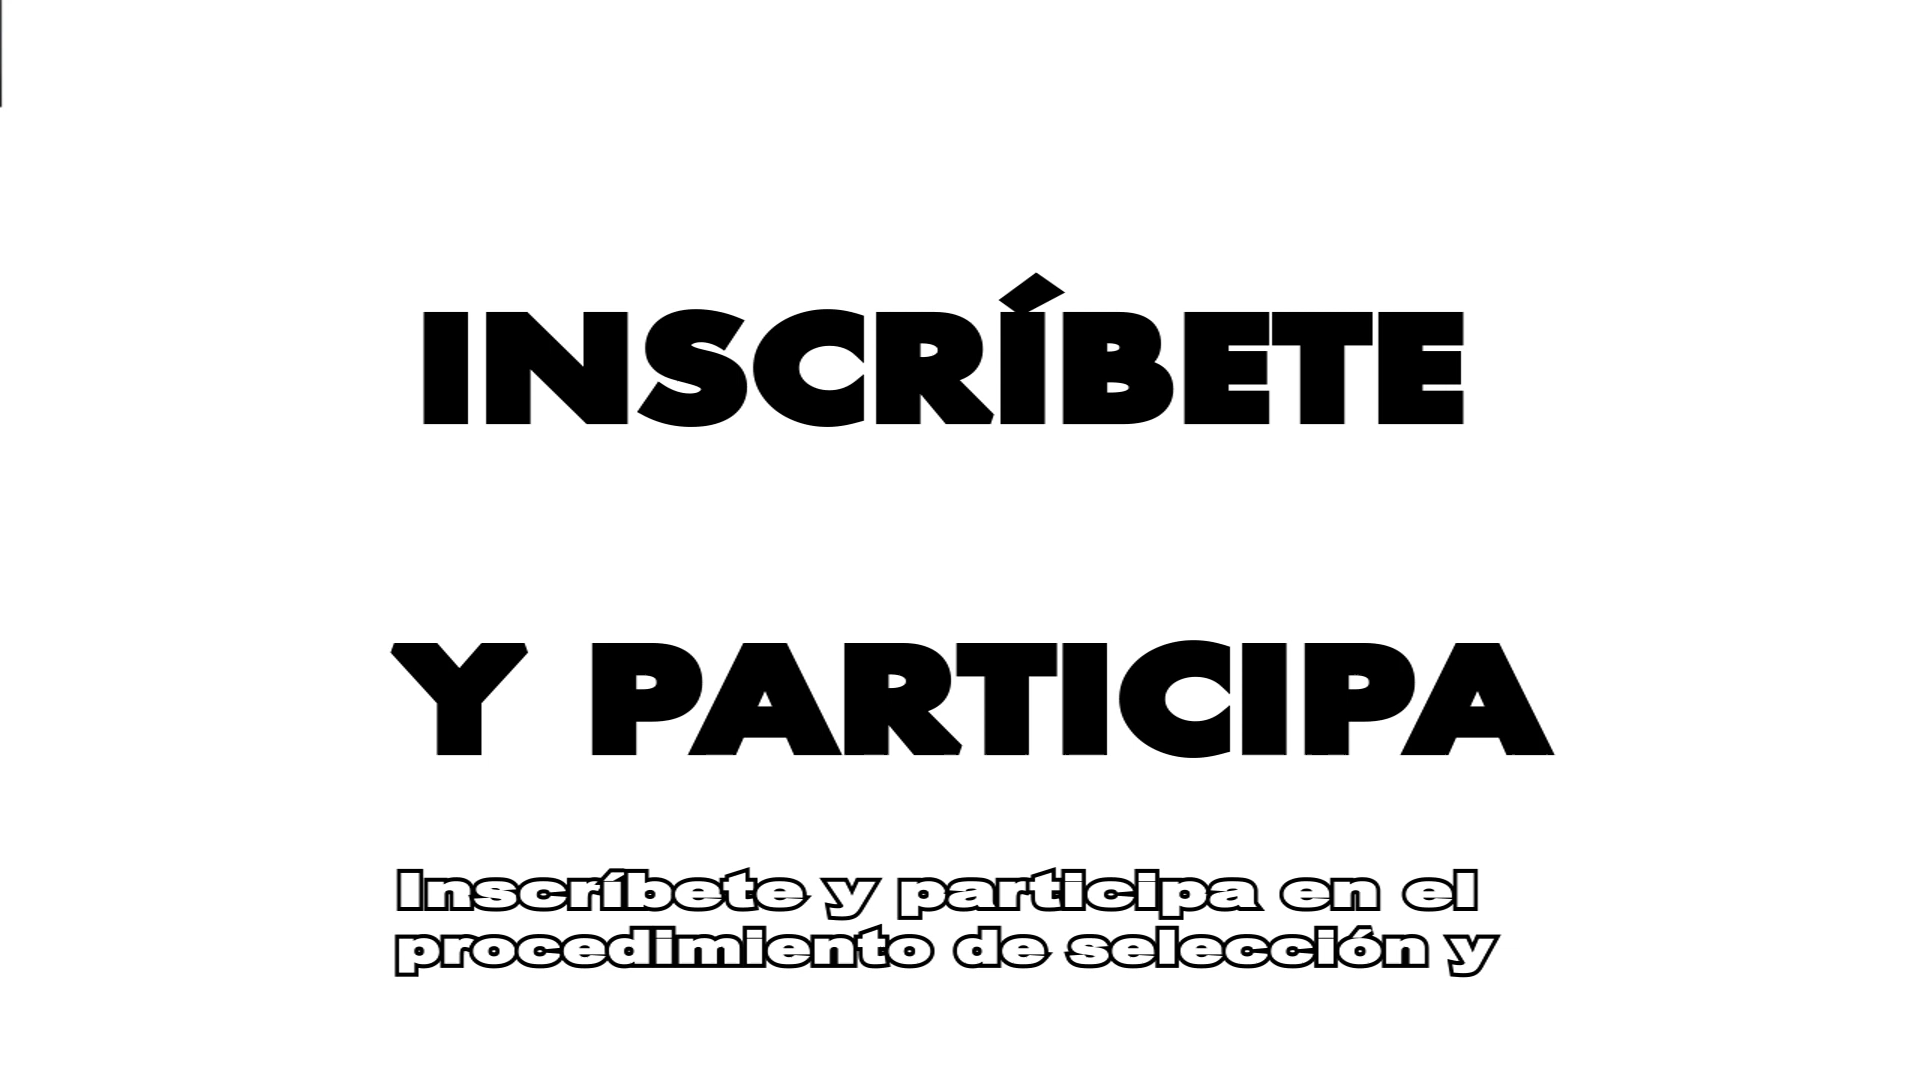 INSCRÍBETE
Y PARTICIPA
Inscríbete y participa en el
procedimiento de selección y